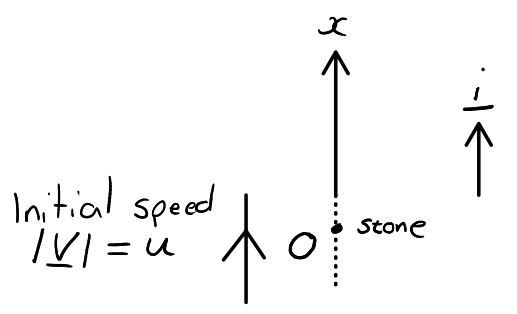 x
i
Initial speed
|V| = u
O
stone